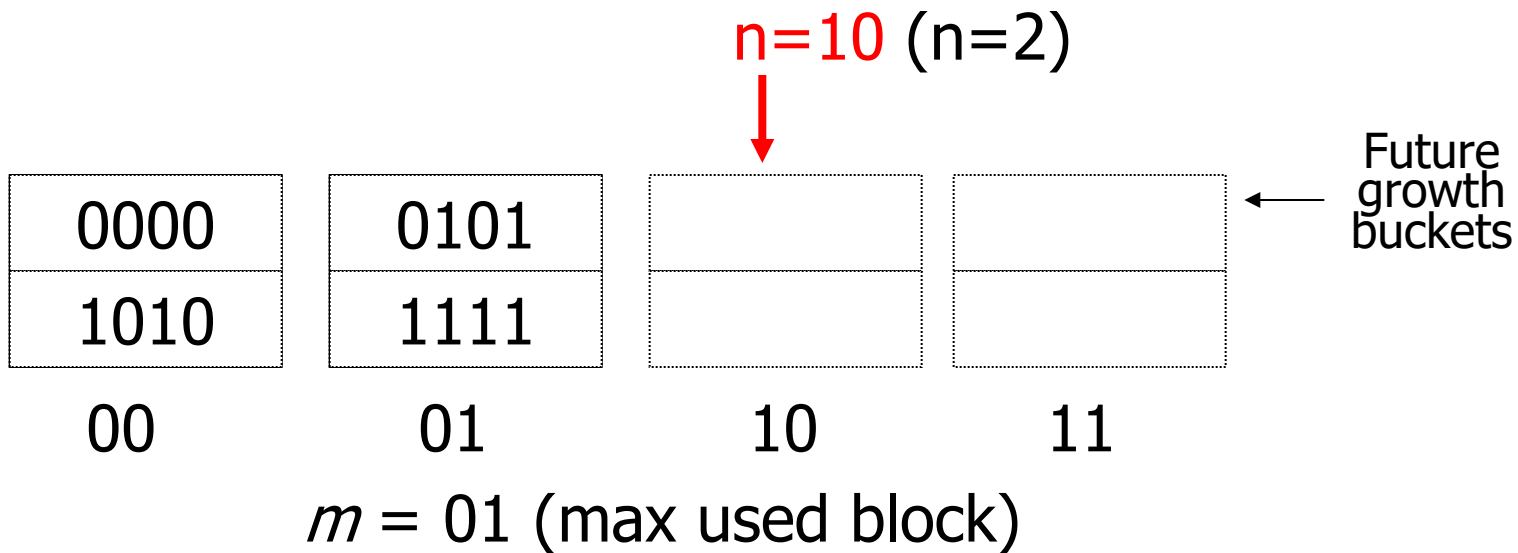 n=10 (n=2)
Future
growth
buckets
0000 0101
1010 1111
00 01 10 11
m = 01 (max used block)